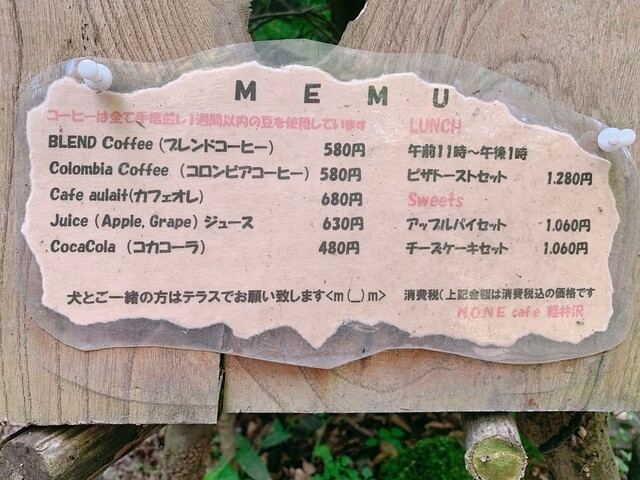 MEMU
コーヒーは全て手焙煎し1週間以内の豆を使用しています
BLEND Coffee (ブレンドコーヒー) 580円
Colombia Coffee (コロンビアコーヒー) 580円
Cafe aulait(カフェオレ) 680円
Juice (Apple, Grape) ジュース 630円
CocaCola (コカコーラ) 480円
LUNCH
午前11時〜午後1時
ピザトーストセット 1.280円
Sweets
アップルパイセット 1.060円
チーズケーキセット 1.060円
犬とご一緒の方はテラスでお願い致します<m(__)m>
消費税(上記金額は消費税込の価格です
N.O.N.E cafe 軽井沢